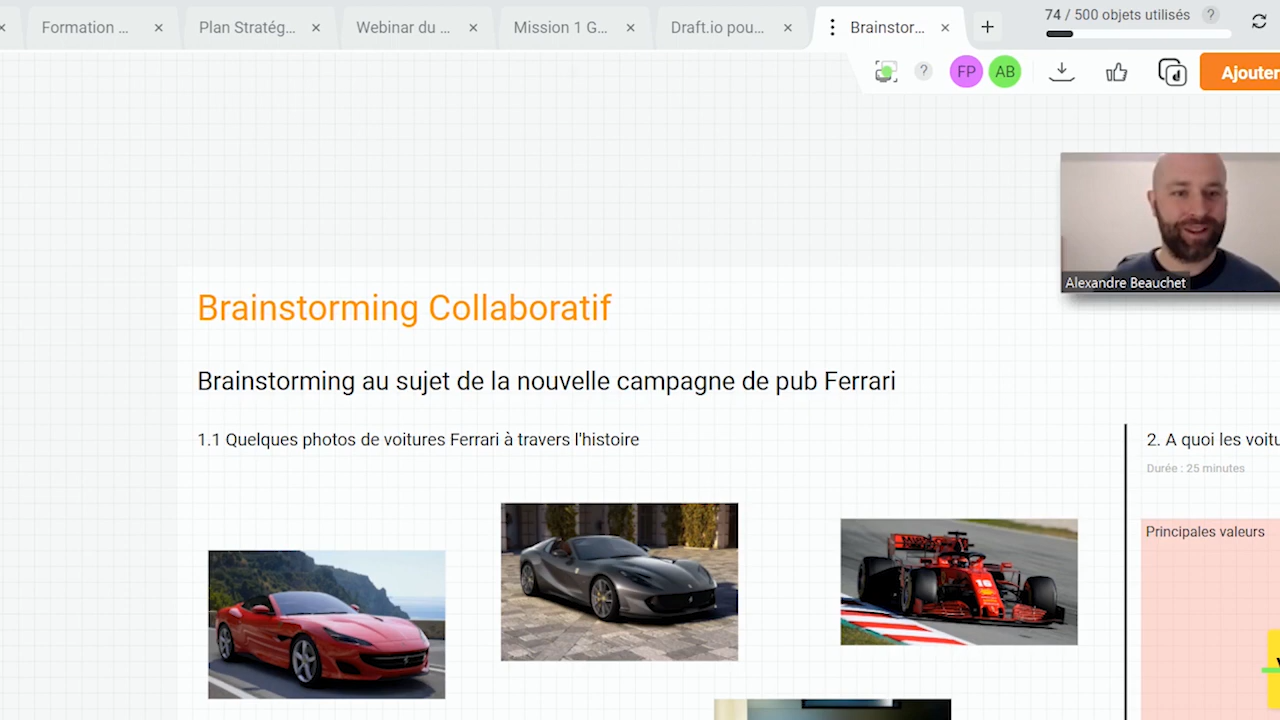 Formation ...
Plan Stratég...
Webinar du ...
Mission 1 G...
Draft.io pou...
Brainstor...
74 / 500 objets utilisés ?
? FP AB
Ajouter
Alexandre Beauchet
Brainstorming Collaboratif
Brainstorming au sujet de la nouvelle campagne de pub Ferrari
1.1 Quelques photos de voitures Ferrari à travers l'histoire
2. A quoi les voitu
Durée : 25 minutes
Principales valeurs
16